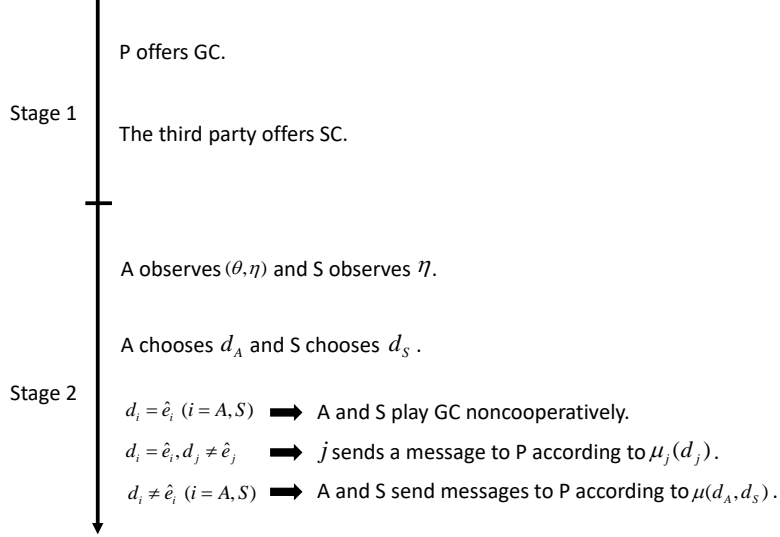 P offers GC.
Stage 1
The third party offers SC.
A observes (θ,η) and S observes η.
A chooses d_A and S chooses d_S .
Stage 2
d_i = ê_i (i = A, S) ➡ A and S play GC noncooperatively.
d_i = ê_i, d_j ≠ ê_j ➡ j sends a message to P according to μ_j(d_j).
d_i ≠ ê_i (i = A, S) ➡ A and S send messages to P according to μ(d_A, d_S).